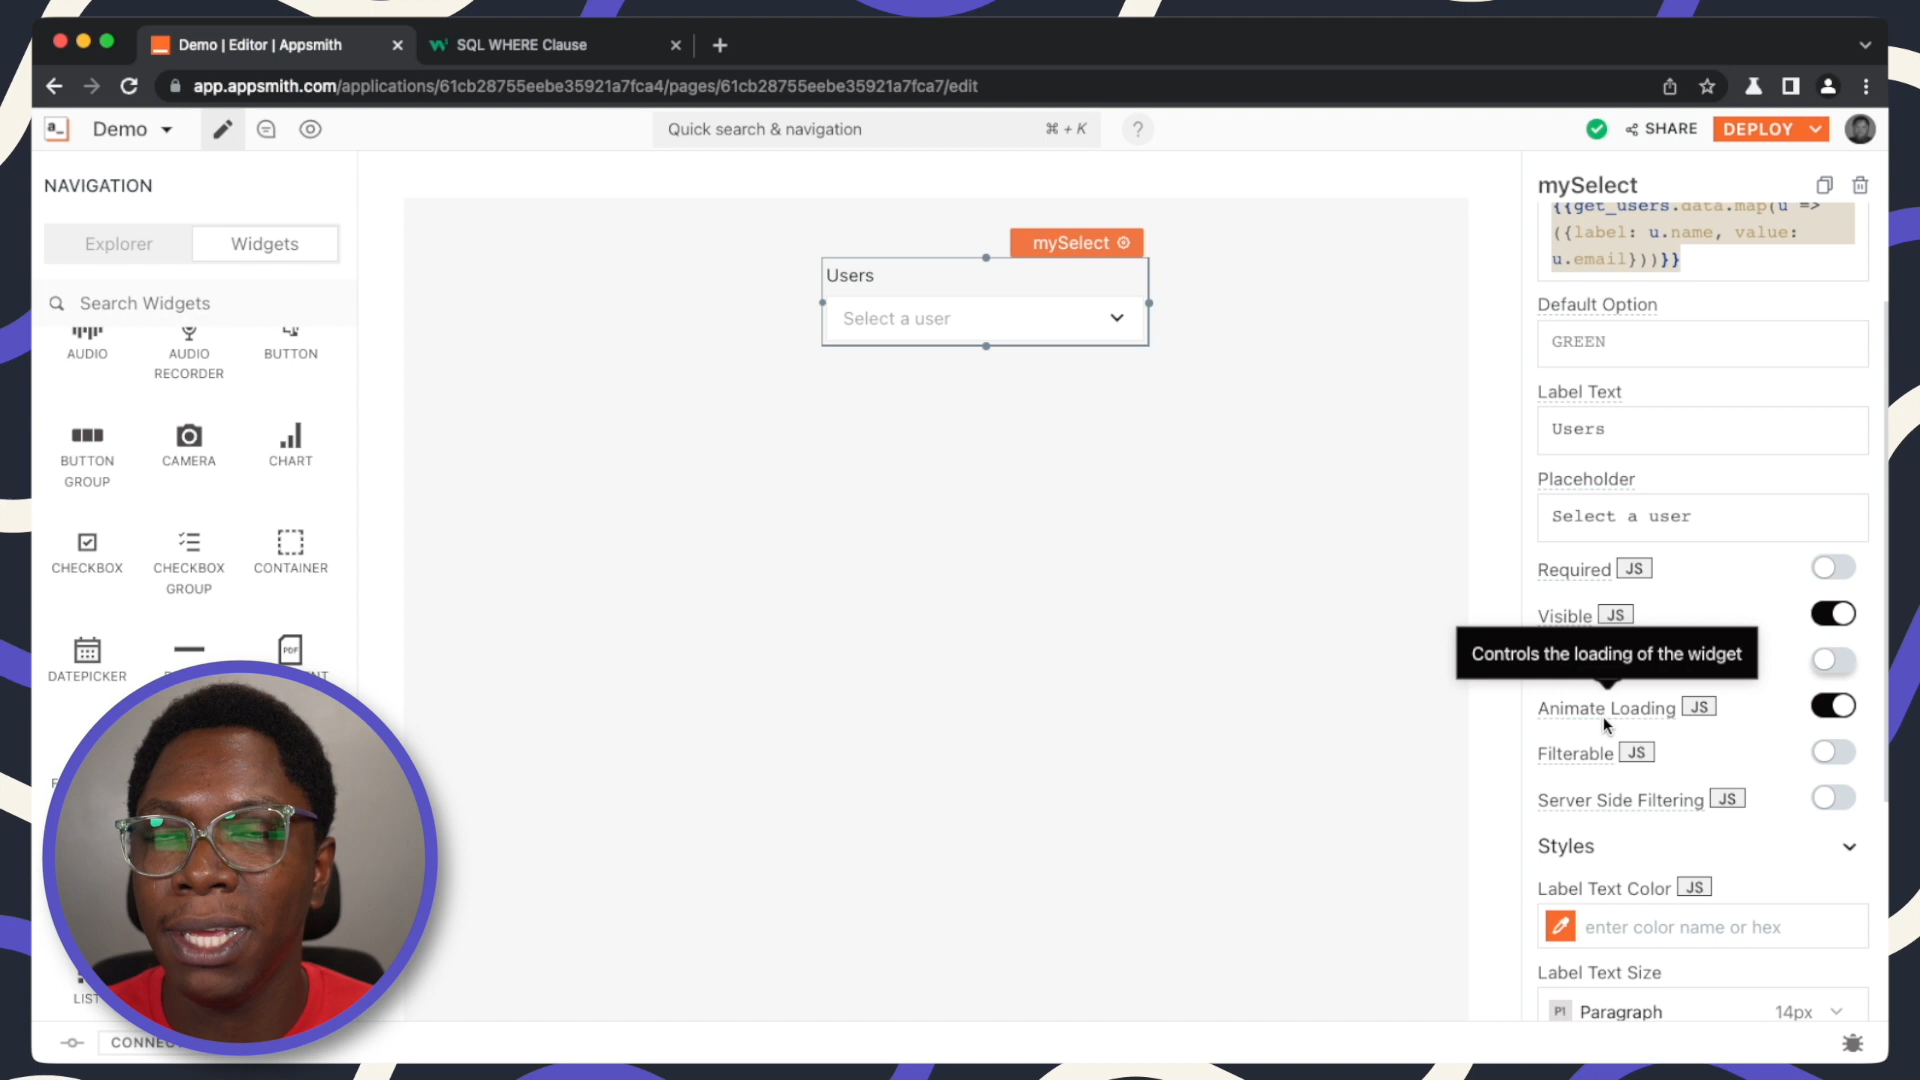 Demo | Editor | Appsmith
SQL WHERE Clause
app.appsmith.com/applications/61cb28755eebe35921a7fca4/pages/61cb28755eebe35921a7fca7/edit
a_
Demo
Quick search & navigation
⌘ + K
?
SHARE
DEPLOY
NAVIGATION
Explorer
Widgets
Search Widgets
AUDIO
AUDIO
RECORDER
BUTTON
BUTTON
GROUP
CAMERA
CHART
CHECKBOX
CHECKBOX
GROUP
CONTAINER
DATEPICKER
PDF
LIST
mySelect
Users
Select a user
mySelect
{{get_users.data.map(u =>
({label: u.name, value:
u.email}))}}
Default Option
GREEN
Label Text
Users
Placeholder
Select a user
Required JS
Visible JS
Controls the loading of the widget
Animate Loading JS
Filterable JS
Server Side Filtering JS
Styles
Label Text Color JS
enter color name or hex
Label Text Size
P1 Paragraph 14px